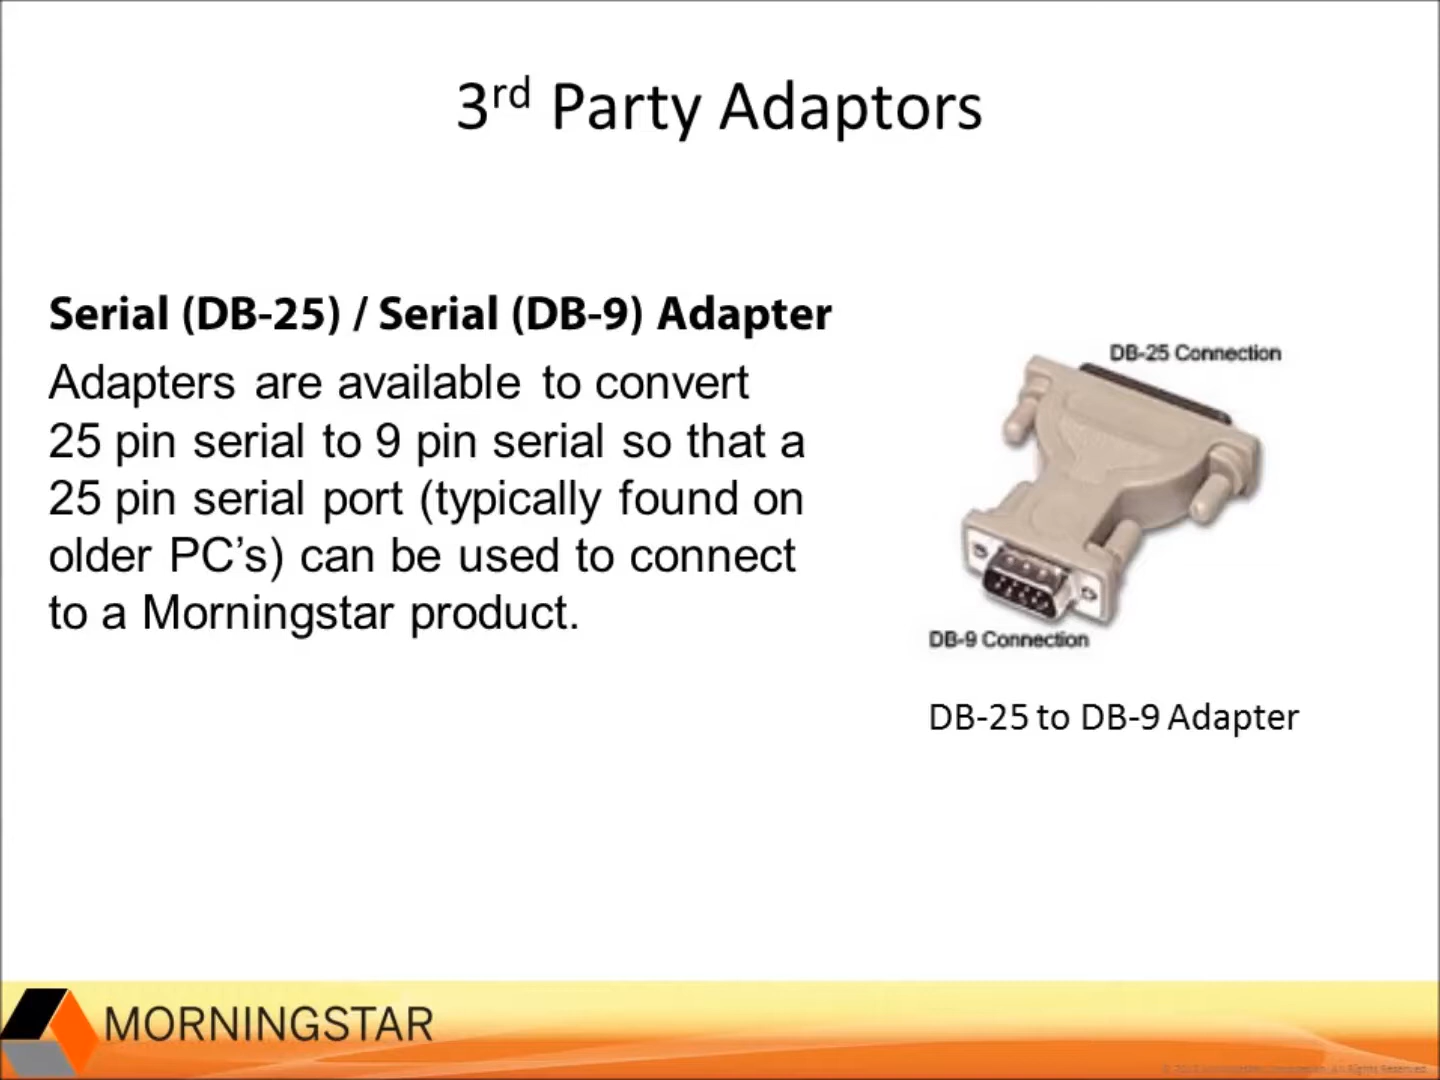 3rd Party Adaptors
Serial (DB-25) / Serial (DB-9) Adapter
Adapters are available to convert
25 pin serial to 9 pin serial so that a
25 pin serial port (typically found on
older PC’s) can be used to connect
to a Morningstar product.
DB-25 Connection
DB-9 Connection
DB-25 to DB-9 Adapter
MORNINGSTAR